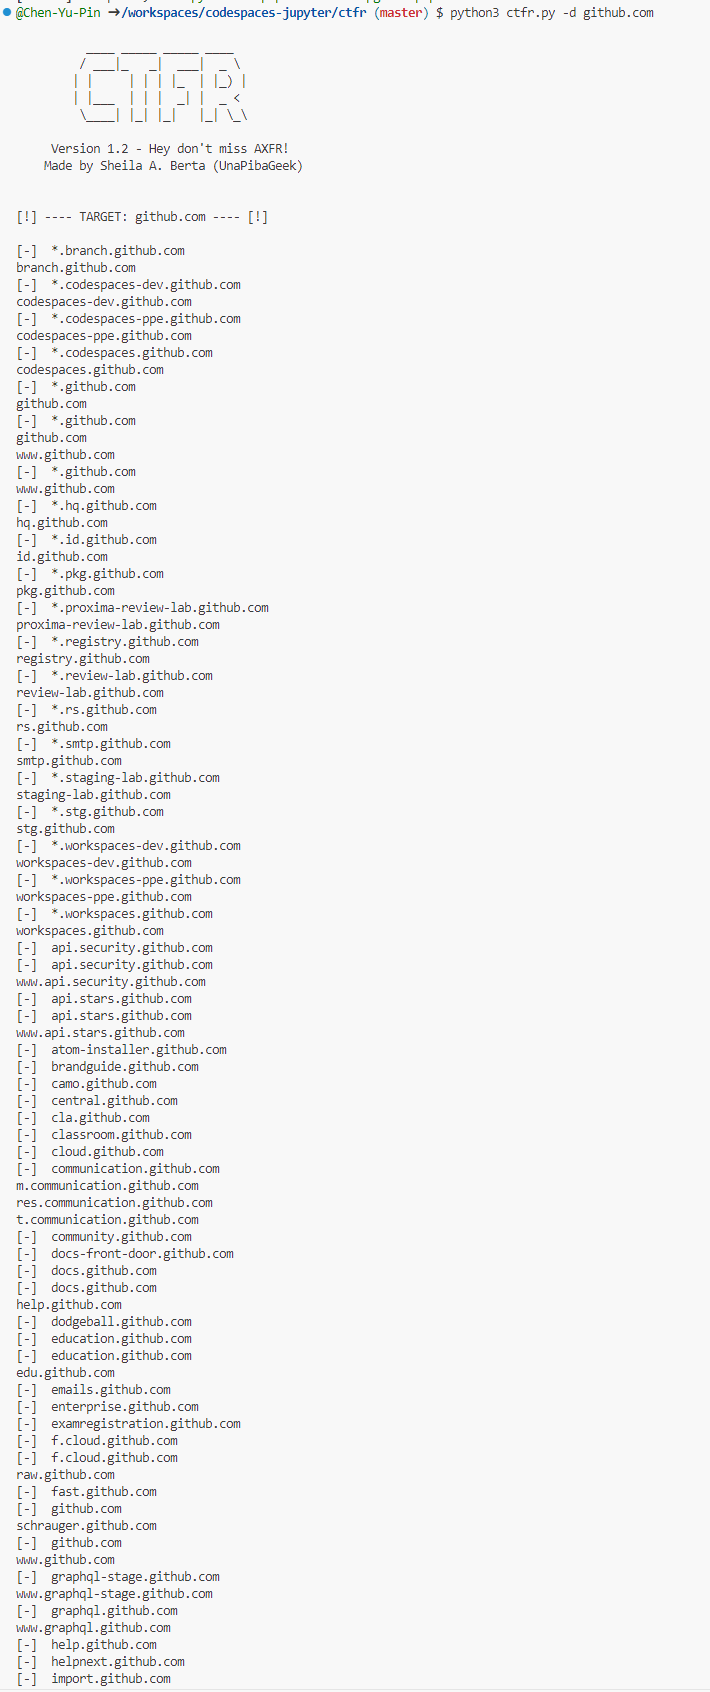 @Chen-Yu-Pin ➜/workspaces/codespaces-jupyter/ctfr (master) $ python3 ctfr.py -d github.com
 ____ _____ _____ ____
/ ___|_   _|  ___|  _ \
| |     | | | |_  | |_) |
| |___  | | |  _| |  _ <
\____| |_| |_|   |_| \_\
Version 1.2 - Hey don't miss AXFR!
Made by Sheila A. Berta (UnaPibaGeek)
[!] ---- TARGET: github.com ---- [!]
[-]  *.branch.github.com
branch.github.com
[-]  *.codespaces-dev.github.com
codespaces-dev.github.com
[-]  *.codespaces-ppe.github.com
codespaces-ppe.github.com
[-]  *.codespaces.github.com
codespaces.github.com
[-]  *.github.com
github.com
[-]  *.github.com
github.com
www.github.com
[-]  *.github.com
www.github.com
[-]  *.hq.github.com
hq.github.com
[-]  *.id.github.com
id.github.com
[-]  *.pkg.github.com
pkg.github.com
[-]  *.proxima-review-lab.github.com
proxima-review-lab.github.com
[-]  *.registry.github.com
registry.github.com
[-]  *.review-lab.github.com
review-lab.github.com
[-]  *.rs.github.com
rs.github.com
[-]  *.smtp.github.com
smtp.github.com
[-]  *.staging-lab.github.com
staging-lab.github.com
[-]  *.stg.github.com
stg.github.com
[-]  *.workspaces-dev.github.com
workspaces-dev.github.com
[-]  *.workspaces-ppe.github.com
workspaces-ppe.github.com
[-]  *.workspaces.github.com
workspaces.github.com
[-]  api.security.github.com
[-]  api.security.github.com
www.api.security.github.com
[-]  api.stars.github.com
[-]  api.stars.github.com
www.api.stars.github.com
[-]  atom-installer.github.com
[-]  brandguide.github.com
[-]  camo.github.com
[-]  central.github.com
[-]  cla.github.com
[-]  classroom.github.com
[-]  cloud.github.com
[-]  communication.github.com
m.communication.github.com
res.communication.github.com
t.communication.github.com
[-]  community.github.com
[-]  docs-front-door.github.com
[-]  docs.github.com
[-]  docs.github.com
help.github.com
[-]  dodgeball.github.com
[-]  education.github.com
[-]  education.github.com
edu.github.com
[-]  emails.github.com
[-]  enterprise.github.com
[-]  examregistration.github.com
[-]  f.cloud.github.com
[-]  f.cloud.github.com
raw.github.com
[-]  fast.github.com
[-]  github.com
schrauger.github.com
[-]  github.com
www.github.com
[-]  graphql-stage.github.com
www.graphql-stage.github.com
[-]  graphql.github.com
www.graphql.github.com
[-]  help.github.com
[-]  helpnext.github.com
[-]  import.github.com